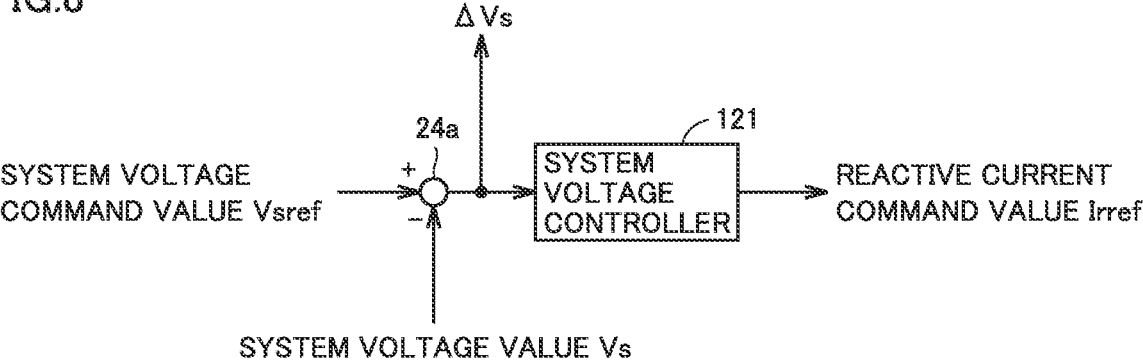 ΔVs
24a
121
+
SYSTEM VOLTAGE
COMMAND VALUE Vsref
−
SYSTEM
VOLTAGE
CONTROLLER
REACTIVE CURRENT
COMMAND VALUE Irref
SYSTEM VOLTAGE VALUE Vs